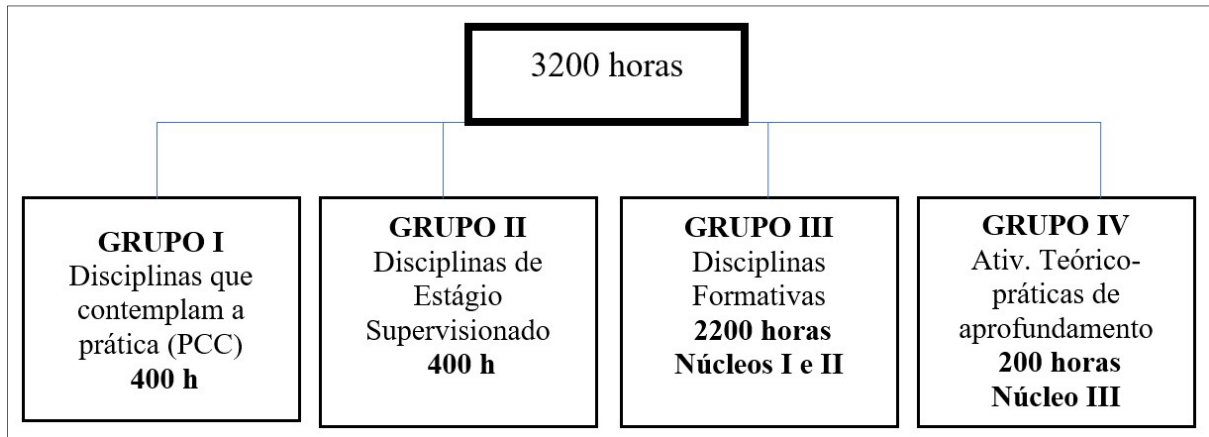 3200 horas
GRUPO I
Disciplinas que
contemplam a
prática (PCC)
400 h
GRUPO II
Disciplinas de
Estágio
Supervisionado
400 h
GRUPO III
Disciplinas
Formativas
2200 horas
Núcleos I e II
GRUPO IV
Ativ. Teórico-
práticas de
aprofundamento
200 horas
Núcleo III